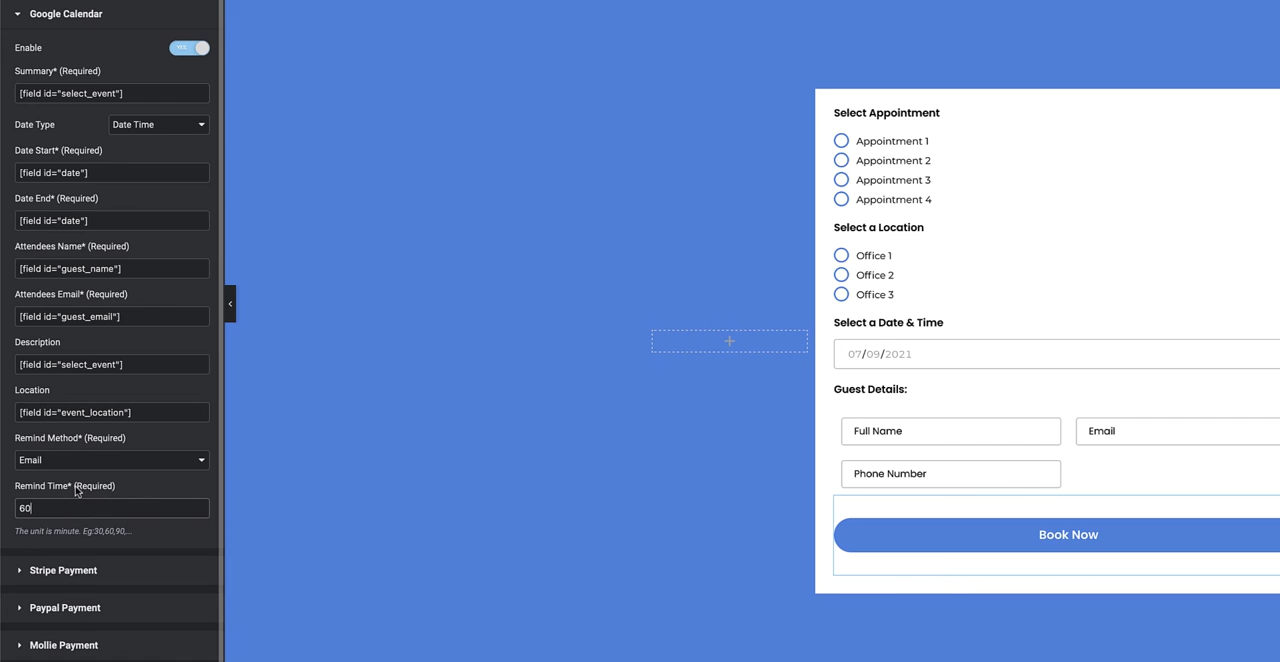 Google Calendar
Enable
YES
Summary* (Required)
[field id="select_event"]
Date Type
Date Time
Date Start* (Required)
[field id="date"]
Date End* (Required)
[field id="date"]
Attendees Name* (Required)
[field id="guest_name"]
Attendees Email* (Required)
[field id="guest_email"]
Description
[field id="select_event"]
Location
[field id="event_location"]
Remind Method* (Required)
Email
Remind Time* (Required)
60
The unit is minute. Eg:30,60,90,...
Stripe Payment
Paypal Payment
Mollie Payment
Select Appointment
Appointment 1
Appointment 2
Appointment 3
Appointment 4
Select a Location
Office 1
Office 2
Office 3
Select a Date & Time
07/09/2021
Guest Details:
Full Name
Email
Phone Number
Book Now